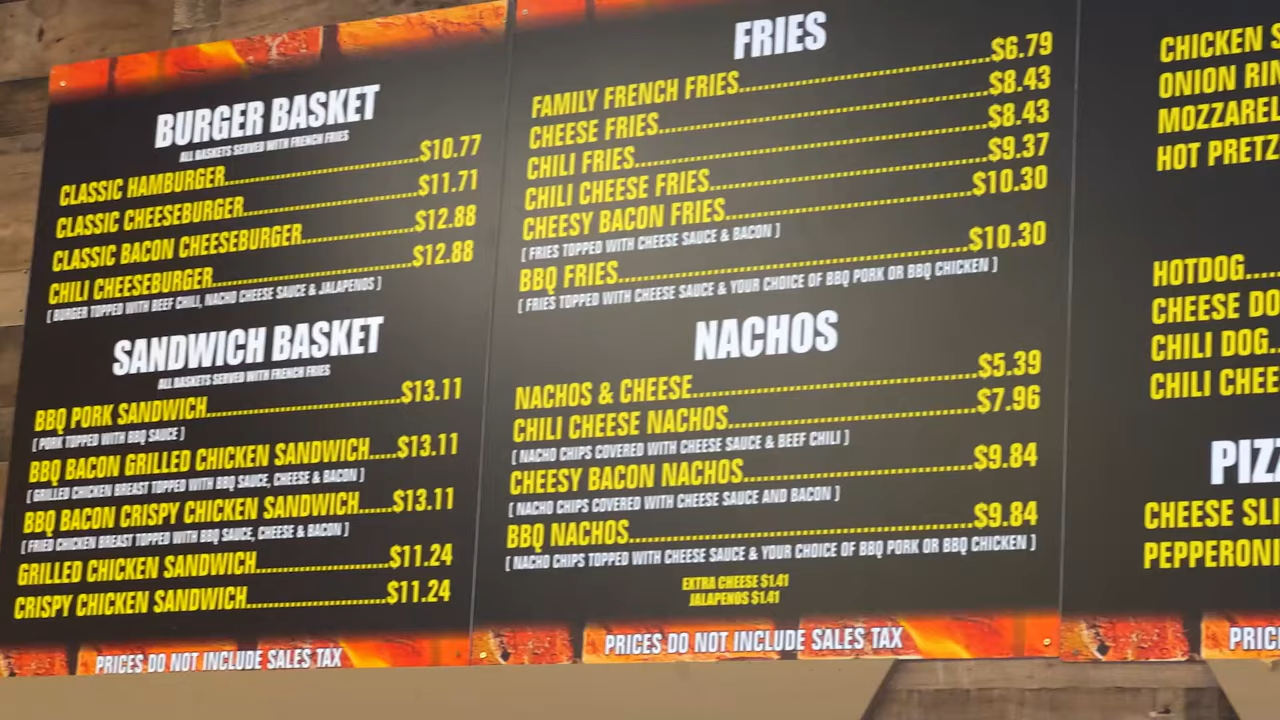 BURGER BASKET
ALL BASKETS SERVED WITH FRENCH FRIES
CLASSIC HAMBURGER $10.77
CLASSIC CHEESEBURGER $11.71
CLASSIC BACON CHEESEBURGER $12.88
CHILI CHEESEBURGER $12.88
[ BURGER TOPPED WITH BEEF CHILI, NACHO CHEESE SAUCE & JALAPENOS ]
SANDWICH BASKET
ALL BASKETS SERVED WITH FRENCH FRIES
BBQ PORK SANDWICH $13.11
[ PORK TOPPED WITH BBQ SAUCE ]
BBQ BACON GRILLED CHICKEN SANDWICH $13.11
[ GRILLED CHICKEN BREAST TOPPED WITH BBQ SAUCE, CHEESE & BACON ]
BBQ BACON CRISPY CHICKEN SANDWICH $13.11
[ FRIED CHICKEN BREAST TOPPED WITH BBQ SAUCE, CHEESE & BACON ]
GRILLED CHICKEN SANDWICH $11.24
CRISPY CHICKEN SANDWICH $11.24
PRICES DO NOT INCLUDE SALES TAX
FRIES
FAMILY FRENCH FRIES $6.79
CHEESE FRIES $8.43
CHILI FRIES $8.43
CHILI CHEESE FRIES $9.37
CHEESY BACON FRIES $10.30
[ FRIES TOPPED WITH CHEESE SAUCE & BACON ]
BBQ FRIES $10.30
[ FRIES TOPPED WITH CHEESE SAUCE & YOUR CHOICE OF BBQ PORK OR BBQ CHICKEN ]
NACHOS
NACHOS & CHEESE $5.39
CHILI CHEESE NACHOS $7.96
[ NACHO CHIPS COVERED WITH CHEESE SAUCE & BEEF CHILI ]
CHEESY BACON NACHOS $9.84
[ NACHO CHIPS COVERED WITH CHEESE SAUCE AND BACON ]
BBQ NACHOS $9.84
[ NACHO CHIPS TOPPED WITH CHEESE SAUCE & YOUR CHOICE OF BBQ PORK OR BBQ CHICKEN ]
EXTRA CHEESE $1.41
JALAPENOS $1.41
PRICES DO NOT INCLUDE SALES TAX
CHICKEN
ONION
HOT
HOTDOG
CHEESE
CHILI DOG
CHILI
CHEESE